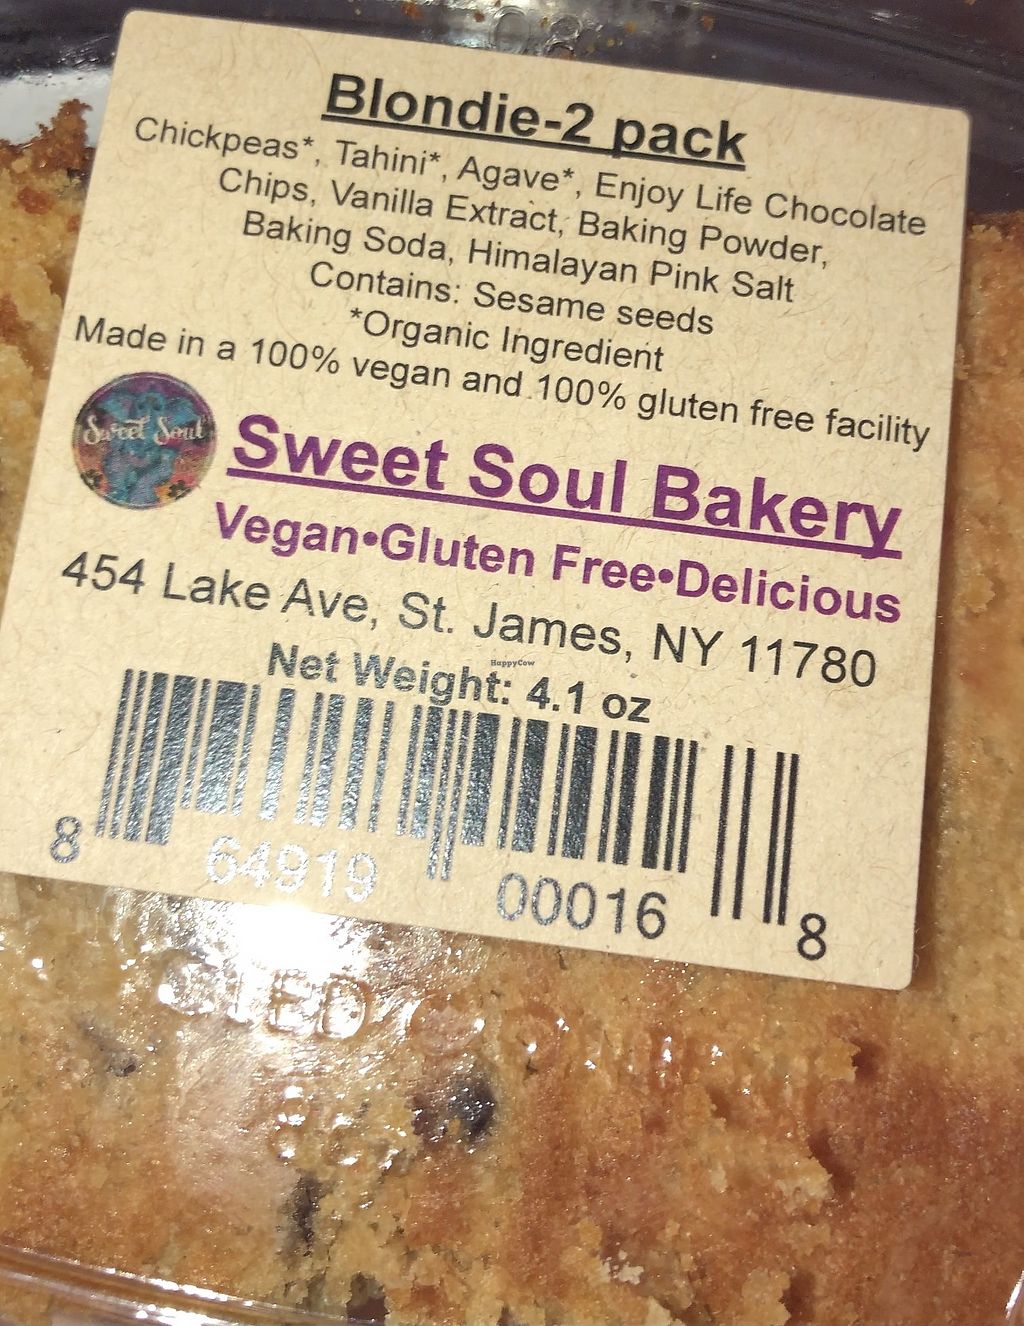 Blondie-2 pack
Chickpeas*, Tahini*, Agave*, Enjoy Life Chocolate
Chips, Vanilla Extract, Baking Powder,
Baking Soda, Himalayan Pink Salt
Contains: Sesame seeds
*Organic Ingredient
Made in a 100% vegan and 100% gluten free facility
Sweet Soul
Sweet Soul Bakery
Vegan•Gluten Free•Delicious
454 Lake Ave, St. James, NY 11780
Net Weight: 4.1 oz
HappyCow
8 64919 00016 8